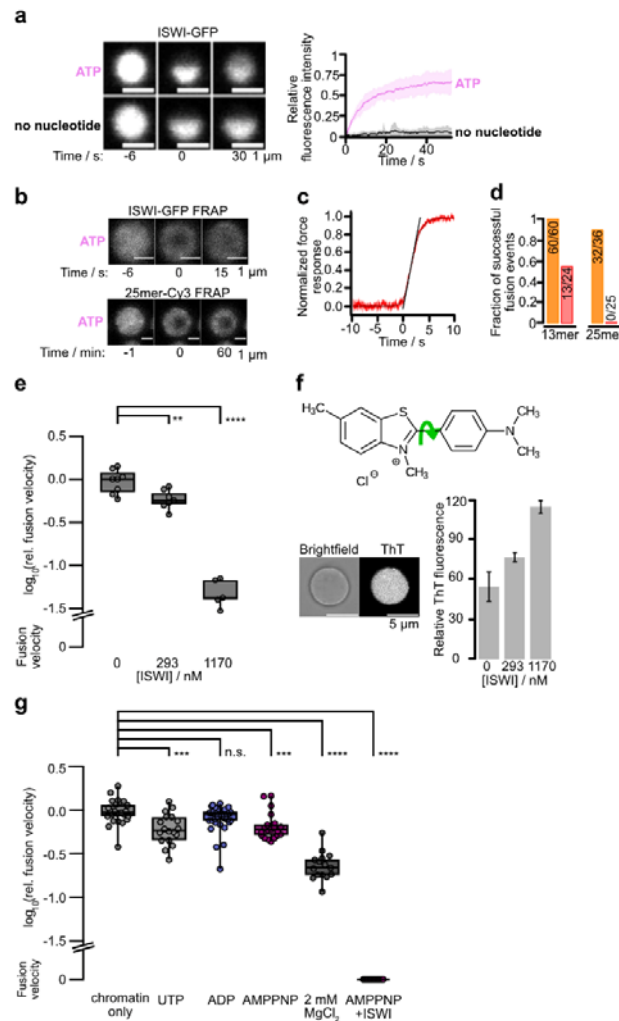 a
ISWI-GFP
ATP
no nucleotide
Time / s: -6 0 30 1 µm
Relative
fluorescence intensity
1
0.75
0.5
0.25
0
0 20 40
Time / s
ATP
no nucleotide
b
ISWI-GFP FRAP
ATP
Time / s: -6 0 15 1 µm
25mer-Cy3 FRAP
ATP
Time / min: -1 0 60 1 µm
c
Normalized force
response
1.0
0.8
0.6
0.4
0.2
0.0
-10 -5 0 5 10
Time / s
d
Fraction of successful
fusion events
1
0.8
0.6
0.4
0.2
0
60/60
13/24
32/36
0/25
13mer 25mer
e
** ****
log10(rel. fusion velocity)
0.5
0.0
-0.5
-1.0
-1.5
Fusion
velocity
0
0 293 1170
[ISWI] / nM
f
H₃C
S
N
⊕
CH₃
Cl ⊖
N
CH₃
CH₃
Brightfield ThT
5 µm
Relative ThT fluorescence
120
90
60
30
0
0 293 1170
[ISWI] / nM
g
*** n.s. *** **** ****
log10(rel. fusion velocity)
0.5
0.0
-0.5
-1.0
-1.5
Fusion
velocity
0
chromatin
only
UTP
ADP
AMPPNP
2 mM
MgCl₂
AMPPNP
+ISWI